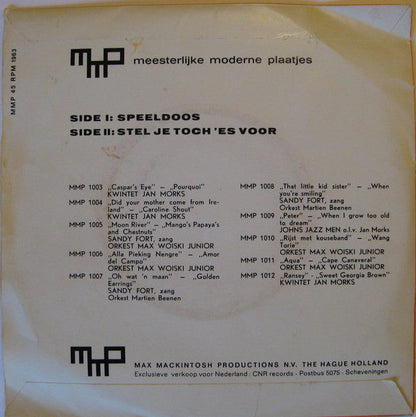 MMP 45 RPM 1963
mmp meesterlijke moderne plaatjes
SIDE I: SPEELDOOS
SIDE II: STEL JE TOCH 'ES VOOR
MMP 1003 „Caspar's Eye" – „Pourquoi"
KWINTET JAN MORKS
MMP 1004 „Did your mother come from Ire-
land" – „Caroline Shout"
KWINTET JAN MORKS
MMP 1005 „Moon River" – „Mango's Papaya's
and Chestnuts"
SANDY FORT, zang
ORKEST MAX WOISKI JUNIOR
MMP 1006 „Alla Pieking Nengre" – „Amor
del Campo"
ORKEST MAX WOISKI JUNIOR
MMP 1007 „Oh wat 'n maan" – „Golden
Earrings"
SANDY FORT, zang
Orkest Martien Beenen
MMP 1008 „That little kid sister" – „When
you're smiling"
SANDY FORT, zang
Orkest Martien Beenen
MMP 1009 „Peter" – „When I grow too old
to dream"
JOHNS JAZZ MEN o.l.v. Jan Morks
MMP 1010 „Rijst met kouseband" – „Wang
Torie"
ORKEST MAX WOISKI JUNIOR
MMP 1011 „Aqua" – „Cape Canaveral"
ORKEST MAX WOISKI JUNIOR
MMP 1012 „Ransey" - „Sweet Georgia Brown"
KWINTET JAN MORKS
mmp MAX MACKINTOSH PRODUCTIONS N.V. THE HAGUE HOLLAND
Exclusieve verkoop voor Nederland: CNR records - Postbus 5075 - Scheveningen